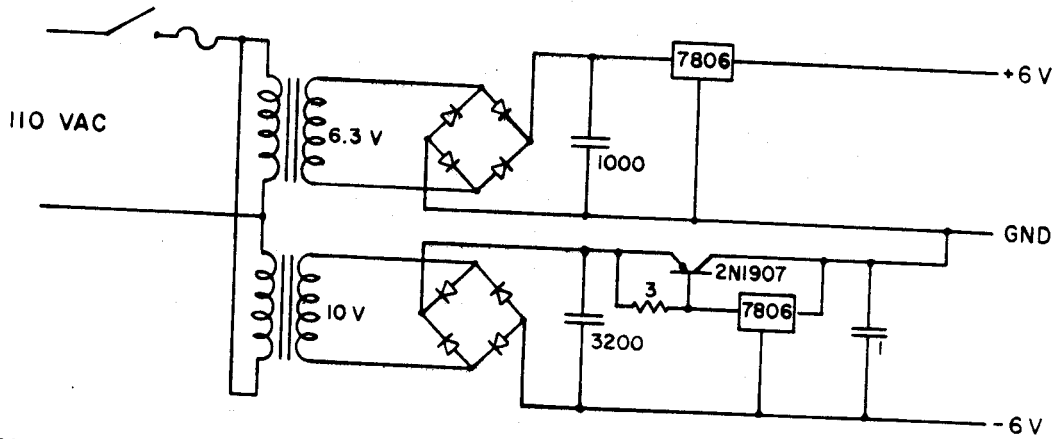 7806
+6 V
110 VAC
6.3 V
1000
GND
2N1907
3
7806
10 V
3200
1
-6 V